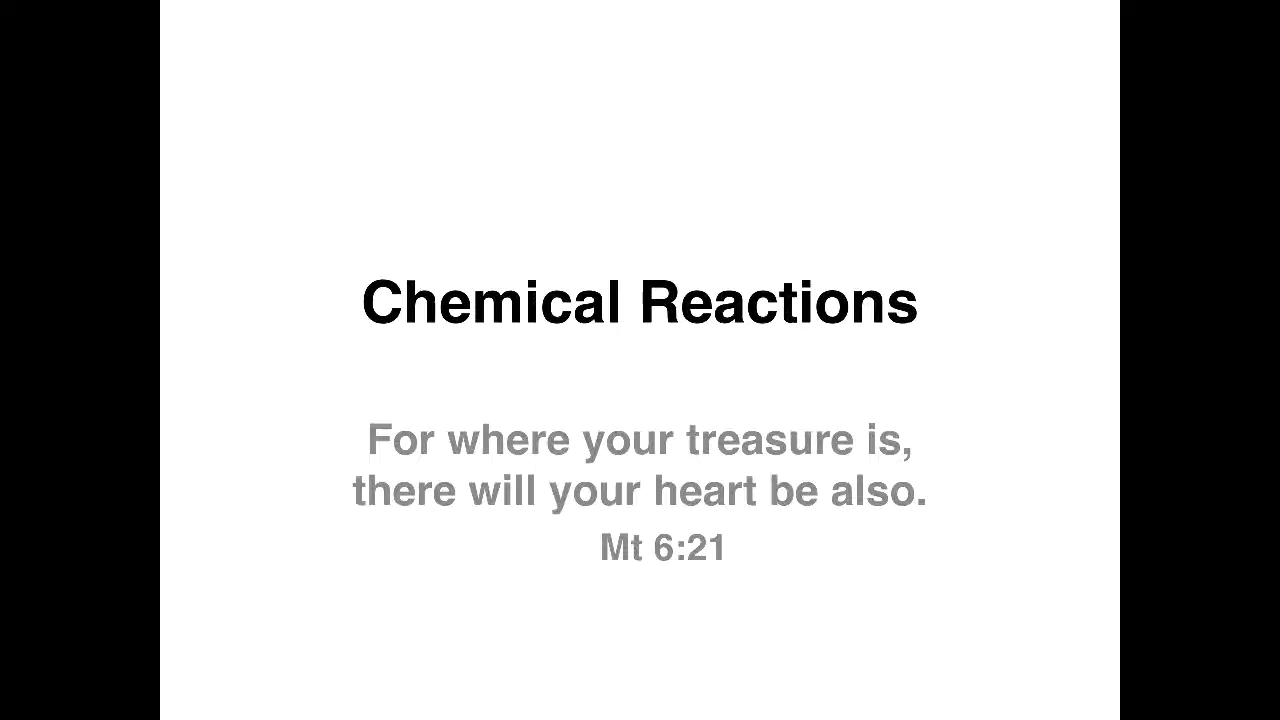 Chemical Reactions
For where your treasure is,
there will your heart be also.
Mt 6:21